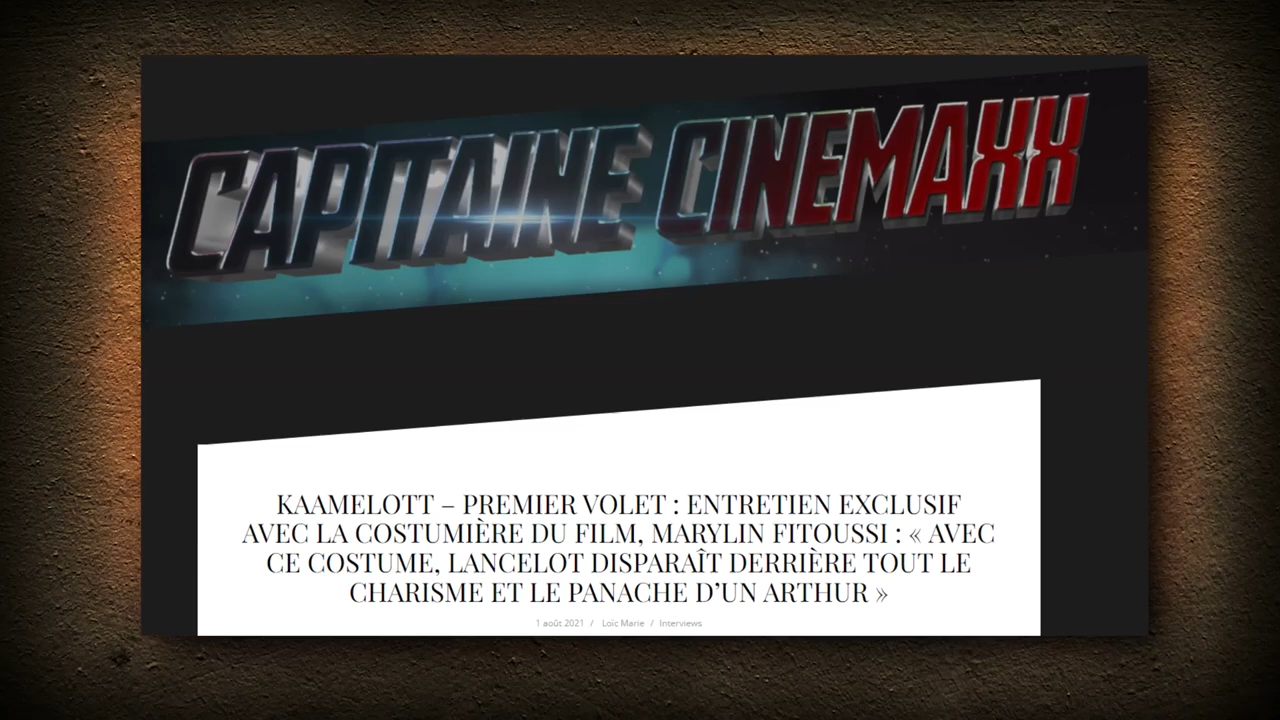 CAPITAINE CINEMAXX
KAAMELOTT – PREMIER VOLET : ENTRETIEN EXCLUSIF
AVEC LA COSTUMIÈRE DU FILM, MARYLIN FITOUSSI : « AVEC
CE COSTUME, LANCELOT DISPARAÎT DERRIÈRE TOUT LE
CHARISME ET LE PANACHE D’UN ARTHUR »
1 août 2021 / Loïc Marie / Interviews